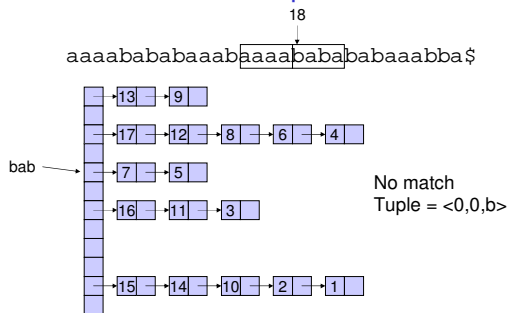 18
aaaabababaaabaaaababababaaabba$
13 9
17 12 8 6 4
bab 7 5
No match
Tuple = <0,0,b>
16 11 3
15 14 10 2 1